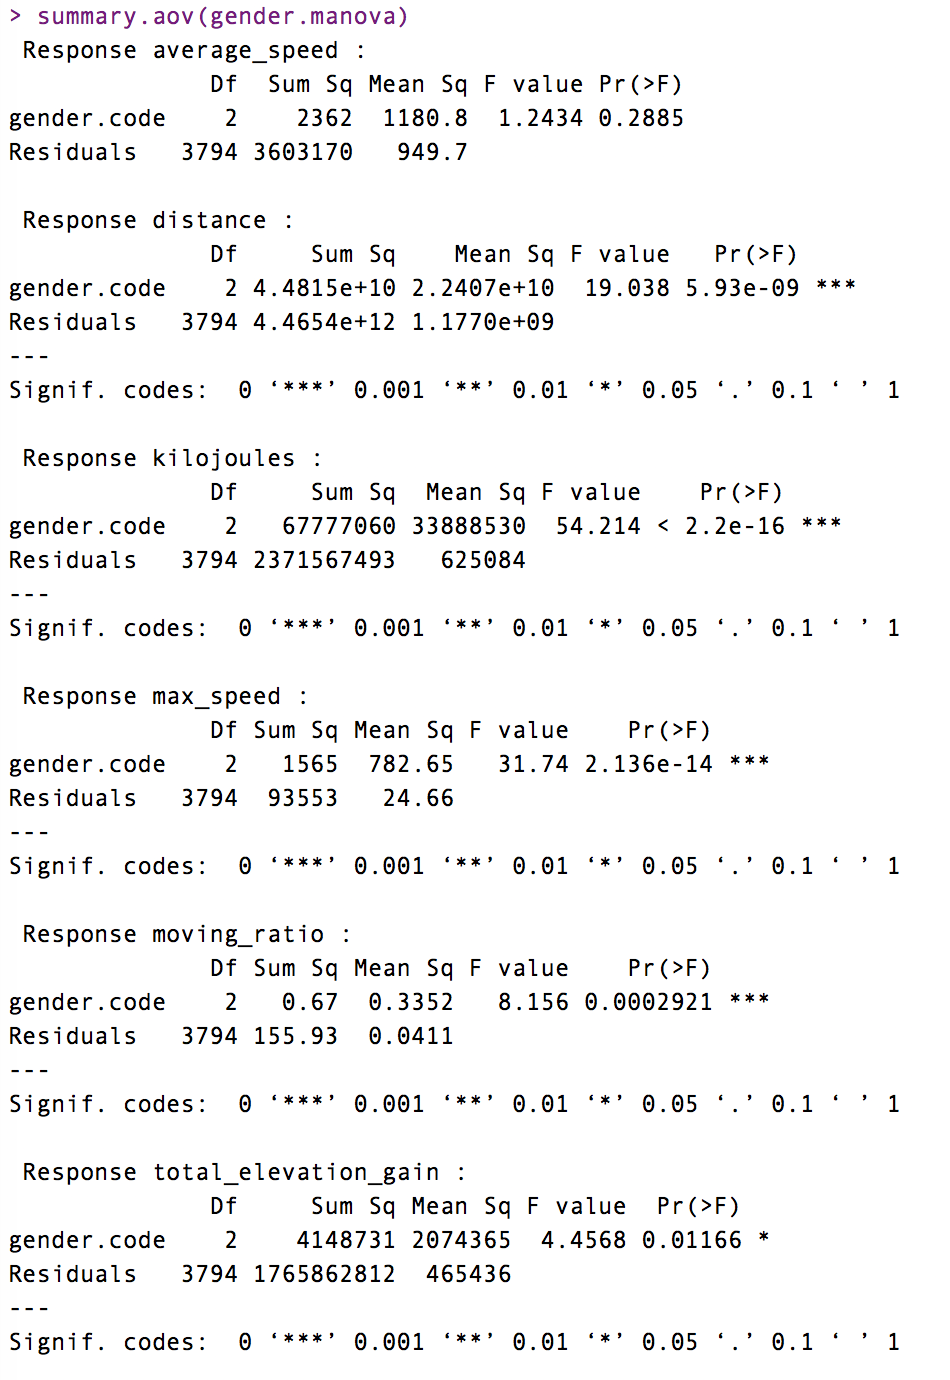 > summary.aov(gender.manova)
 Response average_speed :
              Df  Sum Sq Mean Sq F value Pr(>F)
gender.code    2    2362  1180.8  1.2434 0.2885
Residuals   3794 3603170   949.7

 Response distance :
              Df     Sum Sq    Mean Sq F value   Pr(>F)
gender.code    2 4.4815e+10 2.2407e+10  19.038 5.93e-09 ***
Residuals   3794 4.4654e+12 1.1770e+09
---
Signif. codes:  0 ‘***’ 0.001 ‘**’ 0.01 ‘*’ 0.05 ‘.’ 0.1 ‘ ’ 1

 Response kilojoules :
              Df     Sum Sq  Mean Sq F value    Pr(>F)
gender.code    2   67777060 33888530  54.214 < 2.2e-16 ***
Residuals   3794 2371567493   625084
---
Signif. codes:  0 ‘***’ 0.001 ‘**’ 0.01 ‘*’ 0.05 ‘.’ 0.1 ‘ ’ 1

 Response max_speed :
              Df Sum Sq Mean Sq F value    Pr(>F)
gender.code    2   1565  782.65   31.74 2.136e-14 ***
Residuals   3794  93553   24.66
---
Signif. codes:  0 ‘***’ 0.001 ‘**’ 0.01 ‘*’ 0.05 ‘.’ 0.1 ‘ ’ 1

 Response moving_ratio :
              Df Sum Sq Mean Sq F value    Pr(>F)
gender.code    2   0.67  0.3352   8.156 0.0002921 ***
Residuals   3794 155.93  0.0411
---
Signif. codes:  0 ‘***’ 0.001 ‘**’ 0.01 ‘*’ 0.05 ‘.’ 0.1 ‘ ’ 1

 Response total_elevation_gain :
              Df     Sum Sq Mean Sq F value  Pr(>F)
gender.code    2    4148731 2074365  4.4568 0.01166 *
Residuals   3794 1765862812  465436
---
Signif. codes:  0 ‘***’ 0.001 ‘**’ 0.01 ‘*’ 0.05 ‘.’ 0.1 ‘ ’ 1